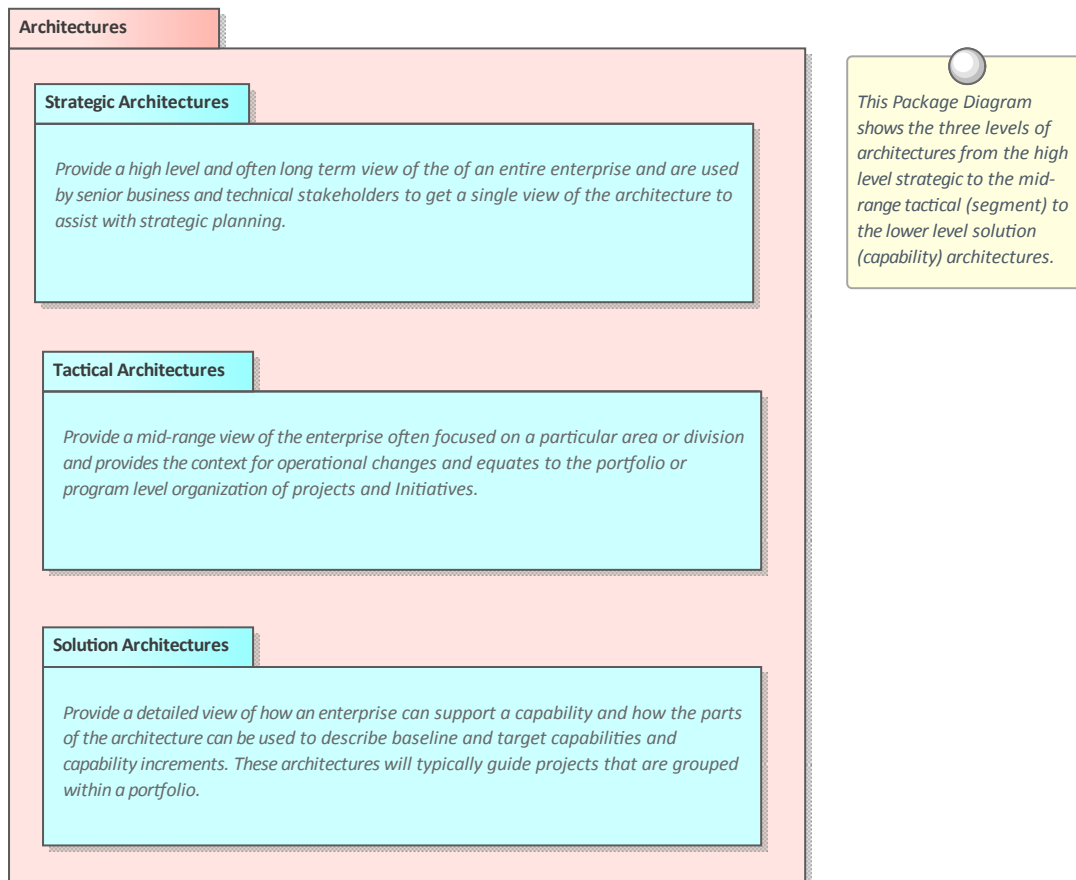 Architectures
Strategic Architectures
Provide a high level and often long term view of the of an entire enterprise and are used
by senior business and technical stakeholders to get a single view of the architecture to
assist with strategic planning.
This Package Diagram
shows the three levels of
architectures from the high
level strategic to the mid-
range tactical (segment) to
the lower level solution
(capability) architectures.
Tactical Architectures
Provide a mid-range view of the enterprise often focused on a particular area or division
and provides the context for operational changes and equates to the portfolio or
program level organization of projects and Initiatives.
Solution Architectures
Provide a detailed view of how an enterprise can support a capability and how the parts
of the architecture can be used to describe baseline and target capabilities and
capability increments. These architectures will typically guide projects that are grouped
within a portfolio.